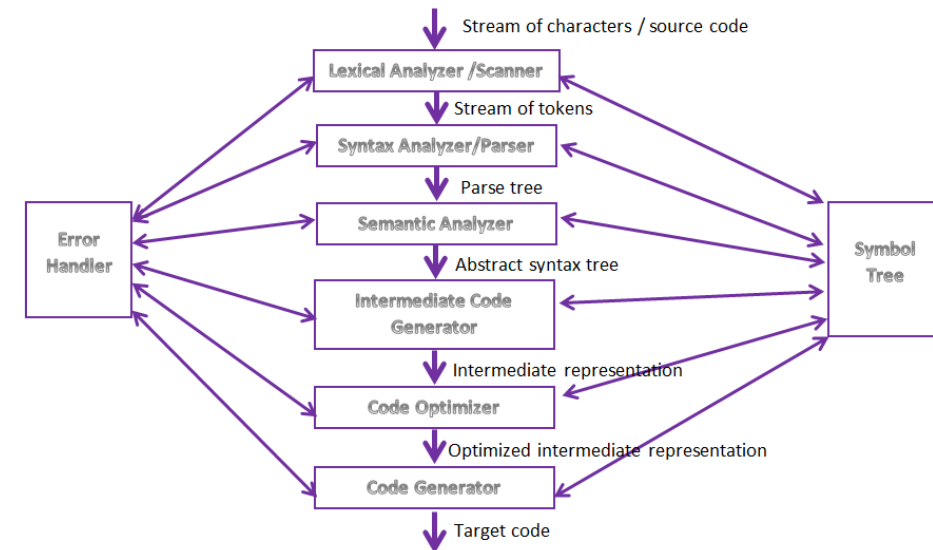 Stream of characters / source code
Lexical Analyzer /Scanner
Stream of tokens
Syntax Analyzer/Parser
Parse tree
Semantic Analyzer
Error
Handler
Symbol
Tree
Abstract syntax tree
Intermediate Code
Generator
Intermediate representation
Code Optimizer
Optimized intermediate representation
Code Generator
Target code